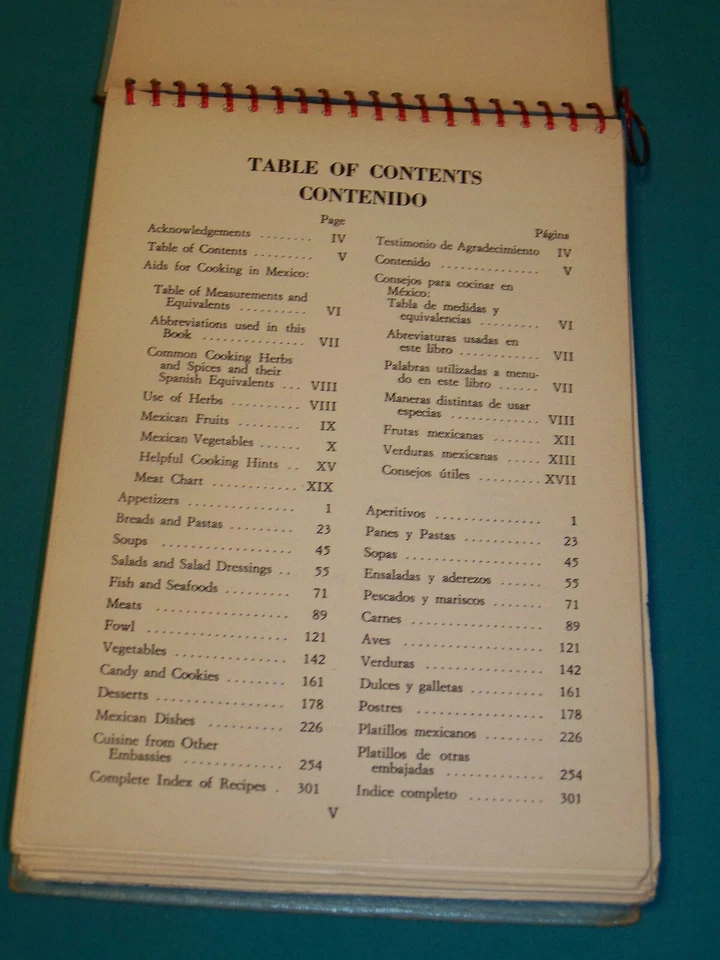 TABLE OF CONTENTS
CONTENIDO
Page
Acknowledgements ........ IV
Table of Contents ......... V
Aids for Cooking in Mexico:
Table of Measurements and
Equivalents .......... VI
Abbreviations used in this
Book ............... VII
Common Cooking Herbs
and Spices and their
Spanish Equivalents ... VIII
Use of Herbs .......... VIII
Mexican Fruits .......... IX
Mexican Vegetables ...... X
Helpful Cooking Hints .. XV
Meat Chart ............ XIX
Appetizers ............... 1
Breads and Pastas ......... 23
Soups ................. 45
Salads and Salad Dressings .. 55
Fish and Seafoods ......... 71
Meats ................. 89
Fowl .................. 121
Vegetables .............. 142
Candy and Cookies ........ 161
Desserts ................ 178
Mexican Dishes .......... 226
Cuisine from Other
Embassies ............. 254
Complete Index of Recipes . 301
Página
Testimonio de Agradecimiento IV
Contenido ............... V
Consejos para cocinar en
México:
Tabla de medidas y
equivalencias ......... VI
Abreviaturas usadas en
este libro ............ VII
Palabras utilizadas a menu-
do en este libro ...... VII
Maneras distintas de usar
especias ............. VIII
Frutas mexicanas ........ XII
Verduras mexicanas ..... XIII
Consejos útiles ......... XVII
Aperitivos ............... 1
Panes y Pastas ............ 23
Sopas .................. 45
Ensaladas y aderezos ...... 55
Pescados y mariscos ....... 71
Carnes ................. 89
Aves .................. 121
Verduras ............... 142
Dulces y galletas ......... 161
Postres ................ 178
Platillos mexicanos ....... 226
Platillos de otras
embajadas ............ 254
Indice completo ......... 301
V